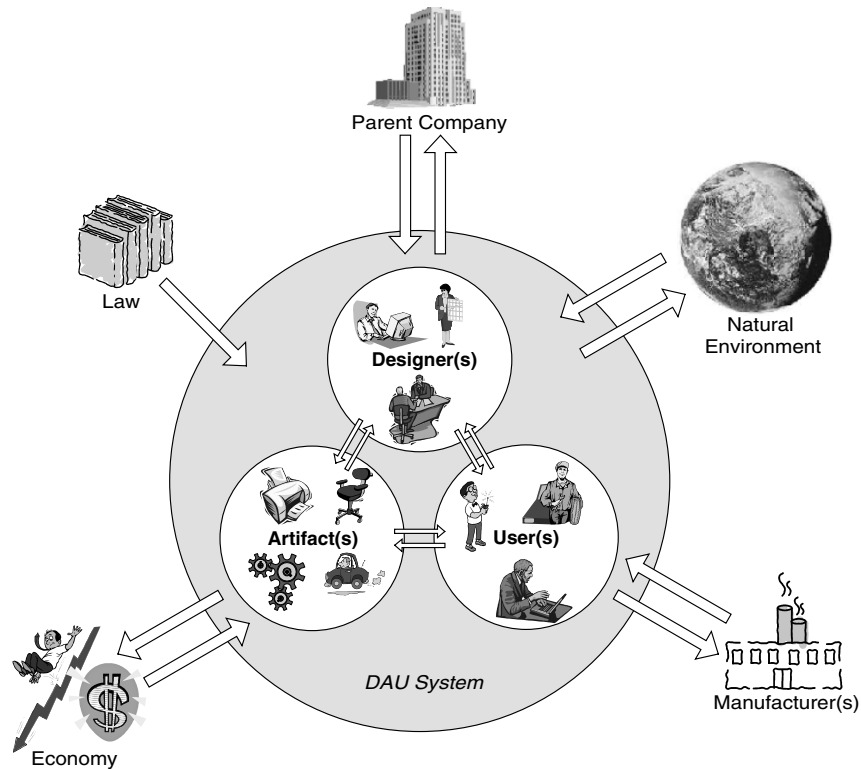 Parent Company
Law
Natural
Environment
Designer(s)
Artifact(s)
User(s)
DAU System
Manufacturer(s)
$
Economy